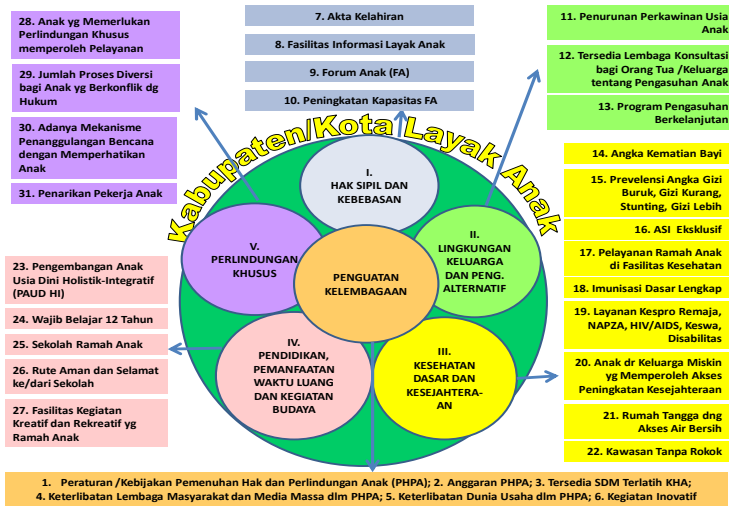 28. Anak yg Memerlukan
Perlindungan Khusus
memperoleh Pelayanan
29. Jumlah Proses Diversi
bagi Anak yg Berkonflik dg
Hukum
30. Adanya Mekanisme
Penanggulangan Bencana
dengan Memperhatikan
Anak
31. Penarikan Pekerja Anak
7. Akta Kelahiran
8. Fasilitas Informasi Layak Anak
9. Forum Anak (FA)
10. Peningkatan Kapasitas FA
11. Penurunan Perkawinan Usia
Anak
12. Tersedia Lembaga Konsultasi
bagi Orang Tua /Keluarga
tentang Pengasuhan Anak
13. Program Pengasuhan
Berkelanjutan
Kabupaten/Kota Layak Anak
I.
HAK SIPIL DAN
KEBEBASAN
II.
LINGKUNGAN
KELUARGA
DAN PENG.
ALTERNATIF
V.
PERLINDUNGAN
KHUSUS
PENGUATAN
KELEMBAGAAN
IV.
PENDIDIKAN,
PEMANFAATAN
WAKTU LUANG
DAN KEGIATAN
BUDAYA
III.
KESEHATAN
DASAR DAN
KESEJAHTERA-
AN
14. Angka Kematian Bayi
15. Prevelensi Angka Gizi
Buruk, Gizi Kurang,
Stunting, Gizi Lebih
16. ASI Eksklusif
17. Pelayanan Ramah Anak
di Fasilitas Kesehatan
18. Imunisasi Dasar Lengkap
19. Layanan Kespro Remaja,
NAPZA, HIV/AIDS, Keswa,
Disabilitas
20. Anak dr Keluarga Miskin
yg Memperoleh Akses
Peningkatan Kesejahteraan
21. Rumah Tangga dng
Akses Air Bersih
22. Kawasan Tanpa Rokok
23. Pengembangan Anak
Usia Dini Holistik-Integratif
(PAUD HI)
24. Wajib Belajar 12 Tahun
25. Sekolah Ramah Anak
26. Rute Aman dan Selamat
ke/dari Sekolah
27. Fasilitas Kegiatan
Kreatif dan Rekreatif yg
Ramah Anak
1. Peraturan /Kebijakan Pemenuhan Hak dan Perlindungan Anak (PHPA); 2. Anggaran PHPA; 3. Tersedia SDM Terlatih KHA;
4. Keterlibatan Lembaga Masyarakat dan Media Massa dlm PHPA; 5. Keterlibatan Dunia Usaha dlm PHPA; 6. Kegiatan Inovatif